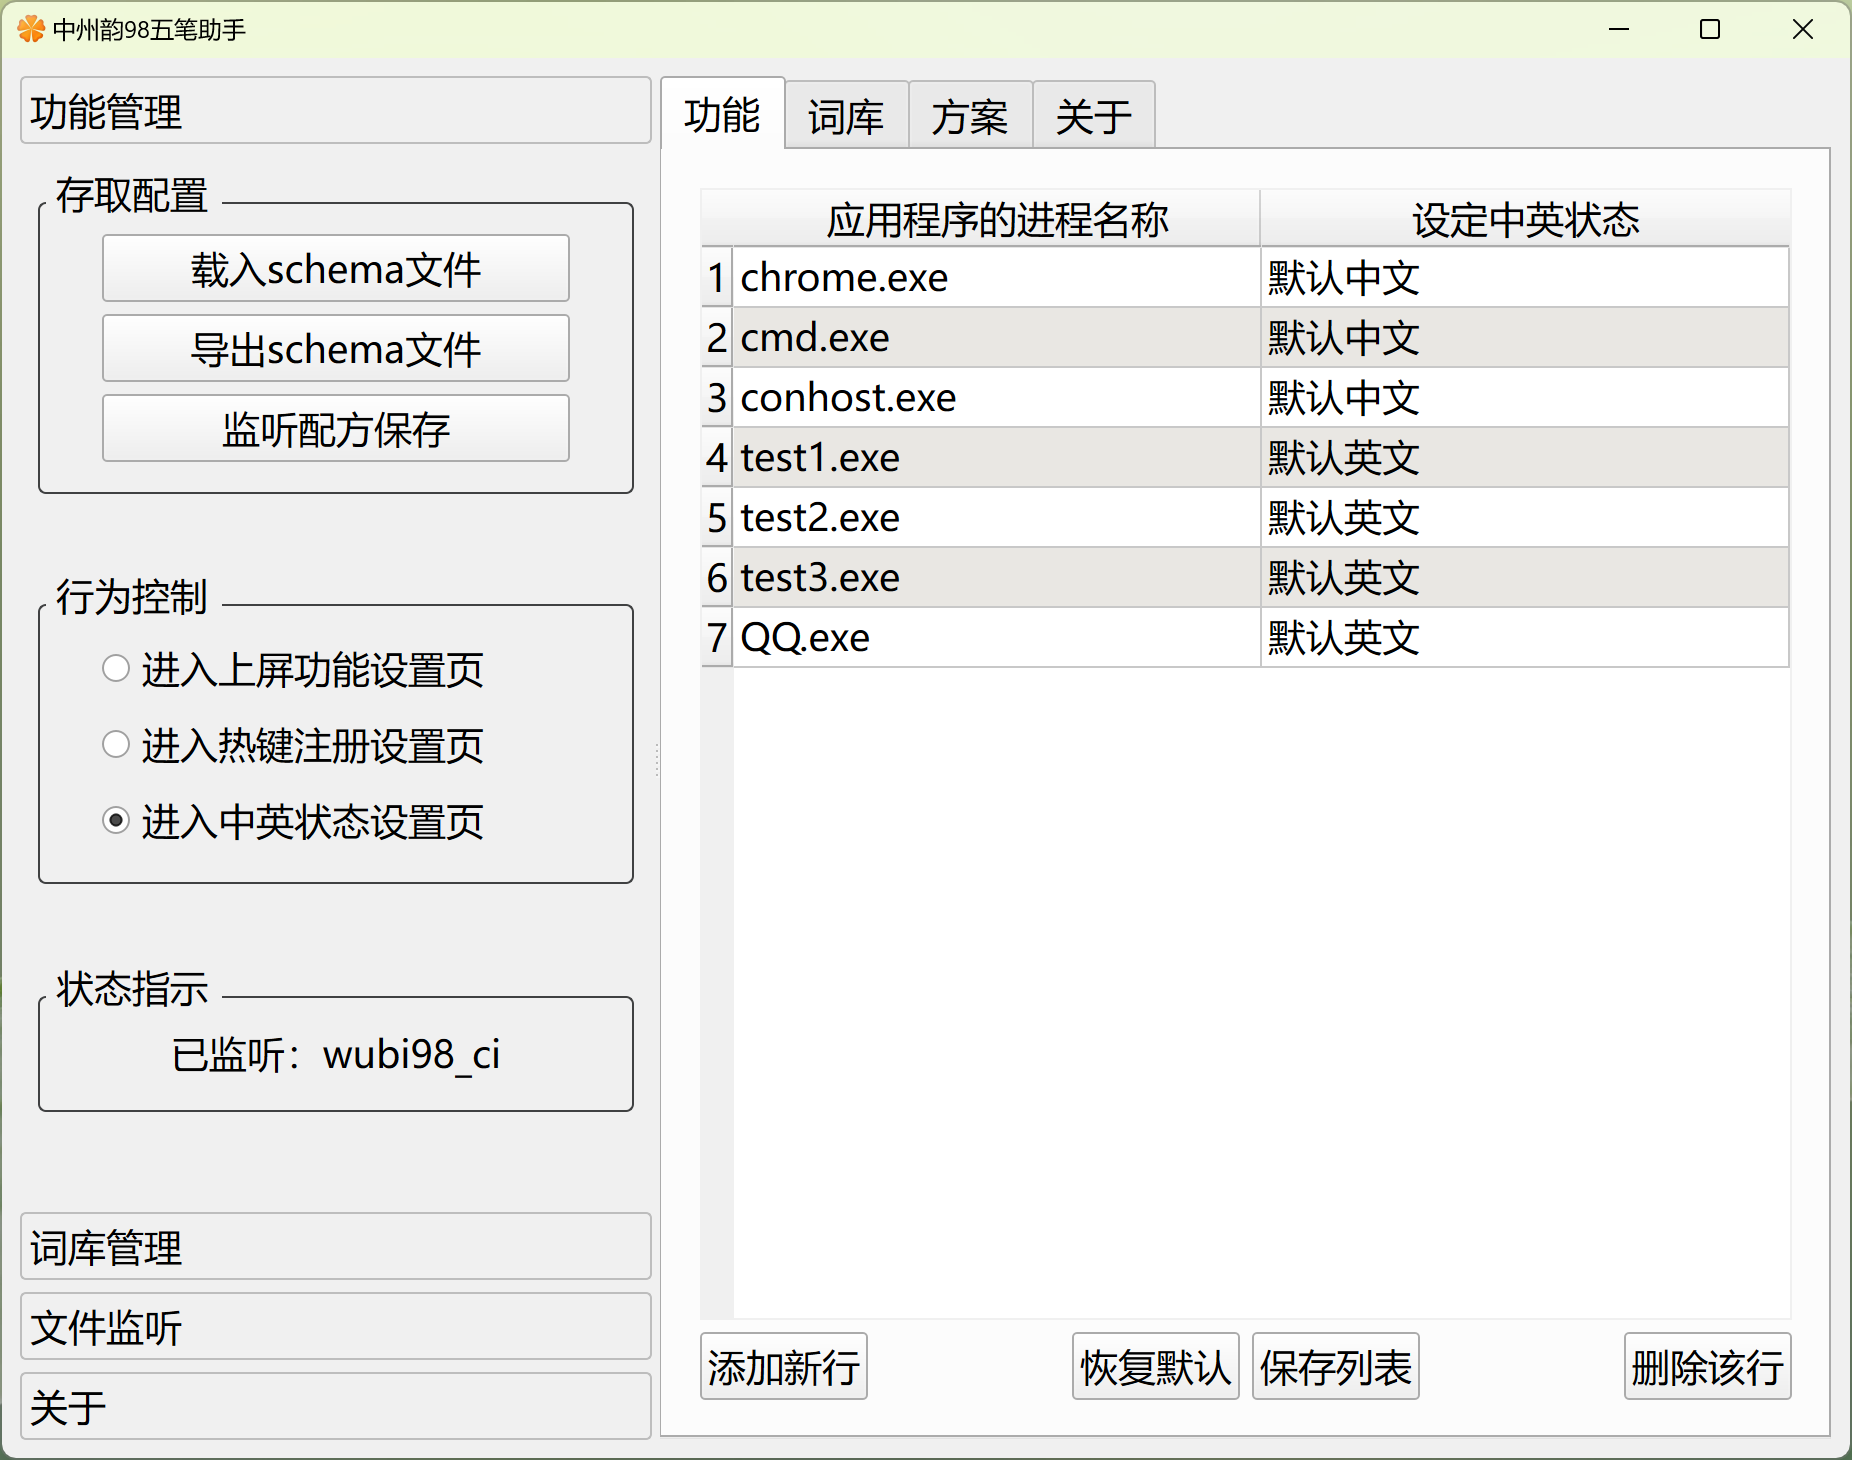 中州韵98五笔助手
功能管理
存取配置
载入schema文件
导出schema文件
监听配方保存
行为控制
进入上屏功能设置页
进入热键注册设置页
进入中英状态设置页
状态指示
已监听：wubi98_ci
词库管理
文件监听
关于
功能 词库 方案 关于
应用程序的进程名称 设定中英状态
1 chrome.exe 默认中文
2 cmd.exe 默认中文
3 conhost.exe 默认中文
4 test1.exe 默认英文
5 test2.exe 默认英文
6 test3.exe 默认英文
7 QQ.exe 默认英文
添加新行 恢复默认 保存列表 删除该行